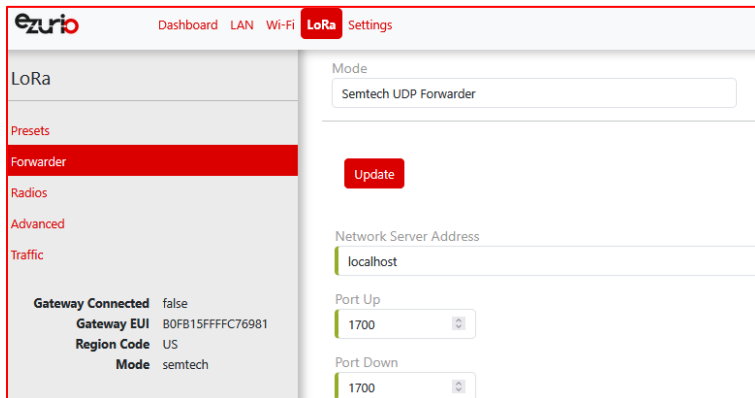 ezurio Dashboard LAN Wi-Fi LoRa Settings
LoRa
Presets
Forwarder
Radios
Advanced
Traffic
Gateway Connected false
Gateway EUI B0FB15FFFFC76981
Region Code US
Mode semtech
Mode
Semtech UDP Forwarder
Update
Network Server Address
localhost
Port Up
1700
Port Down
1700